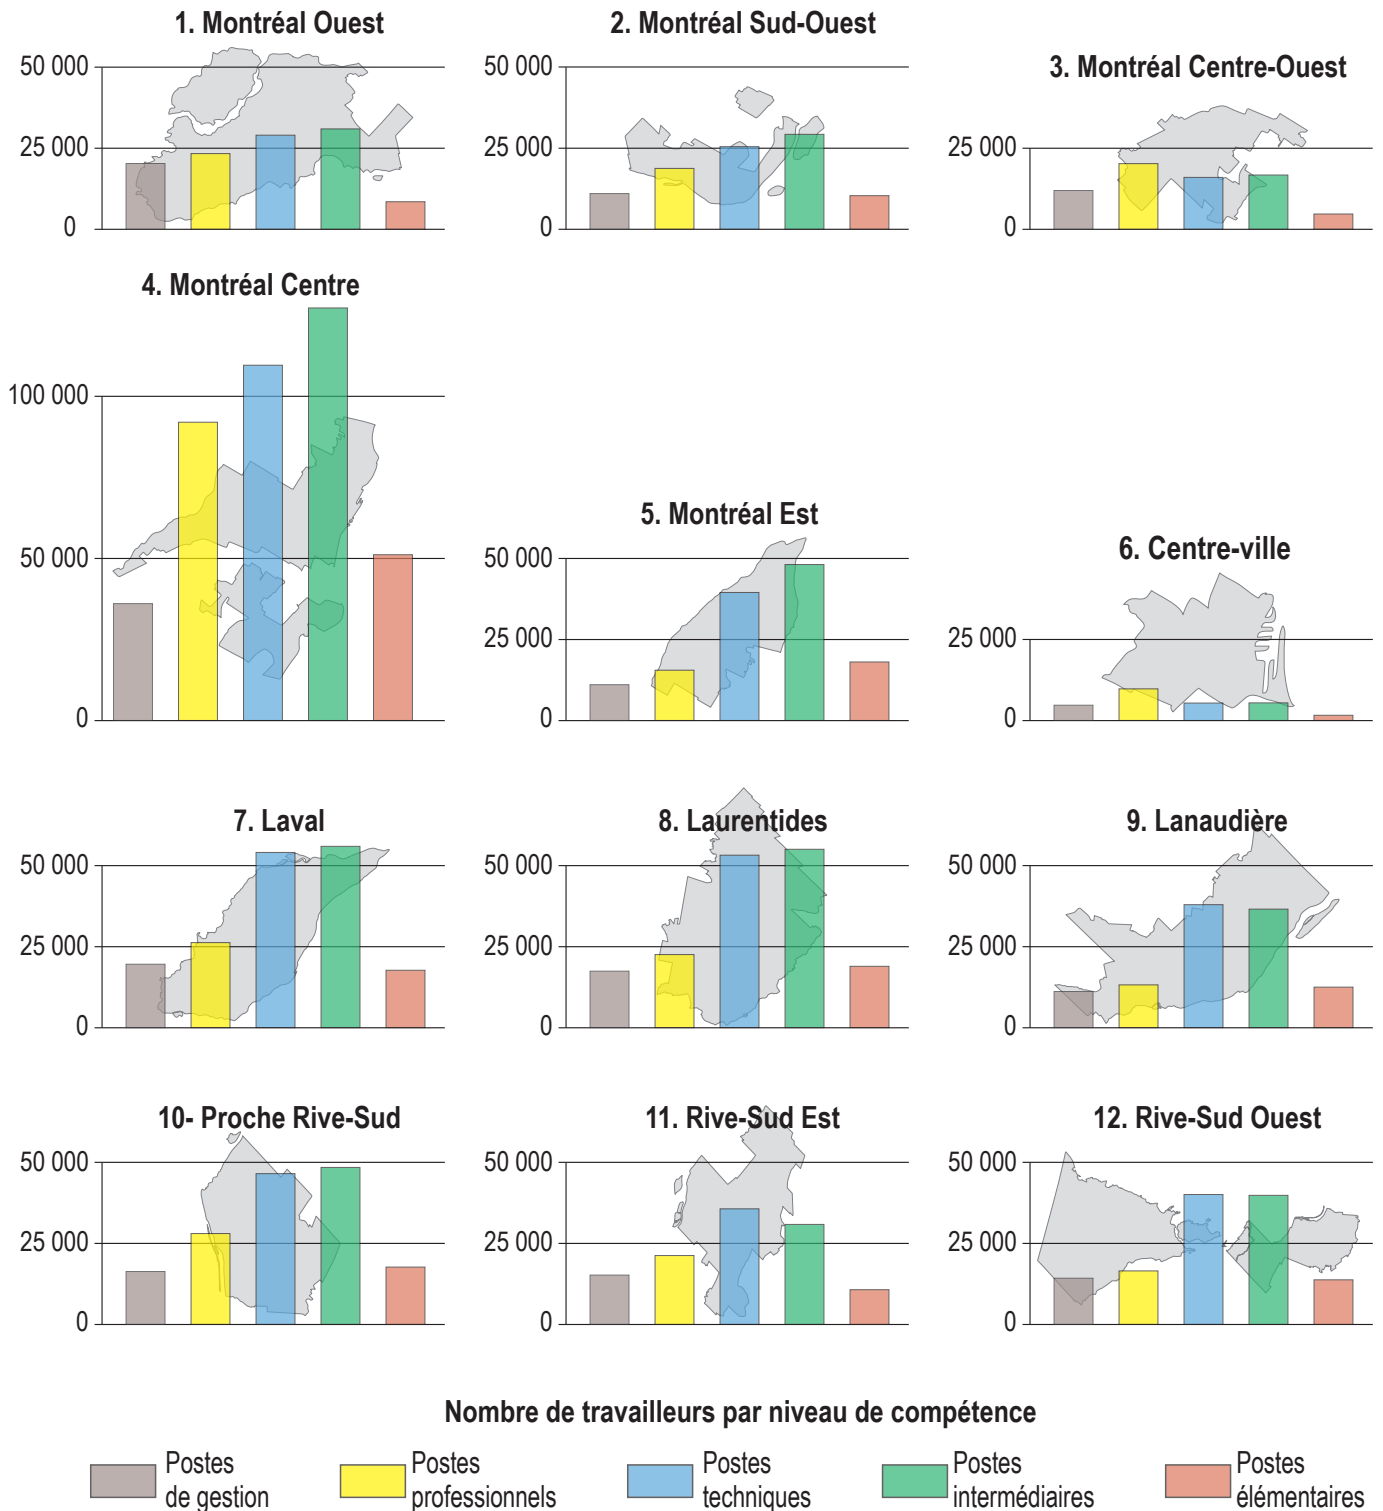 1. Montréal Ouest
50 000
25 000
0
2. Montréal Sud-Ouest
50 000
25 000
0
3. Montréal Centre-Ouest
25 000
0
4. Montréal Centre
100 000
50 000
0
5. Montréal Est
50 000
25 000
0
6. Centre-ville
25 000
0
7. Laval
50 000
25 000
0
8. Laurentides
50 000
25 000
0
9. Lanaudière
50 000
25 000
0
10- Proche Rive-Sud
50 000
25 000
0
11. Rive-Sud Est
50 000
25 000
0
12. Rive-Sud Ouest
50 000
25 000
0
Nombre de travailleurs par niveau de compétence
Postes
de gestion
Postes
professionnels
Postes
techniques
Postes
intermédiaires
Postes
élémentaires